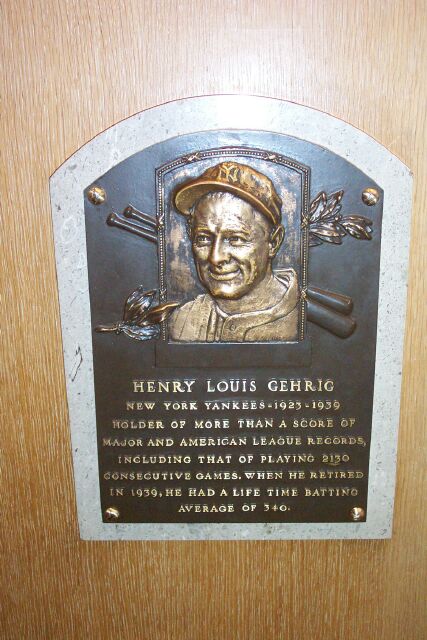 NY
HENRY LOUIS GEHRIG
NEW YORK YANKEES-1923-1939
HOLDER OF MORE THAN A SCORE OF
MAJOR AND AMERICAN LEAGUE RECORDS,
INCLUDING THAT OF PLAYING 2130
CONSECUTIVE GAMES. WHEN HE RETIRED
IN 1939, HE HAD A LIFE TIME BATTING
AVERAGE OF 340.